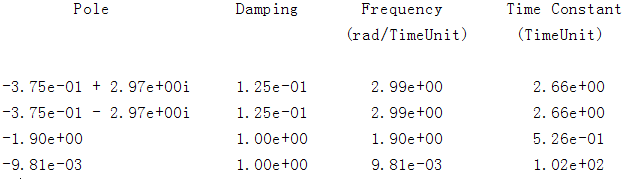 Pole Damping Frequency Time Constant
(rad/TimeUnit) (TimeUnit)
-3.75e-01 + 2.97e+00i 1.25e-01 2.99e+00 2.66e+00
-3.75e-01 - 2.97e+00i 1.25e-01 2.99e+00 2.66e+00
-1.90e+00 1.00e+00 1.90e+00 5.26e-01
-9.81e-03 1.00e+00 9.81e-03 1.02e+02